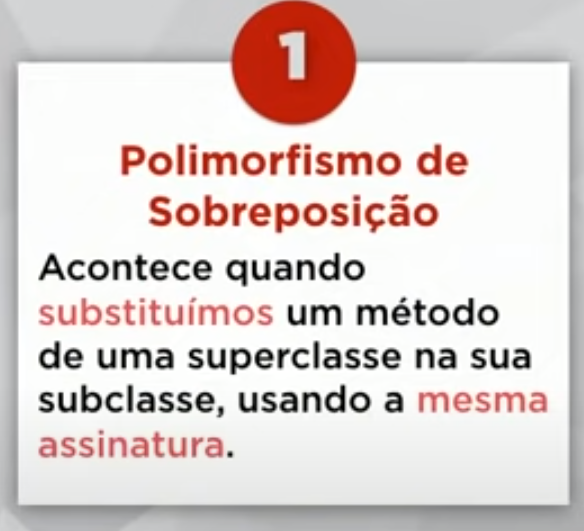 1
Polimorfismo de
Sobreposição
Acontece quando
substituímos um método
de uma superclasse na sua
subclasse, usando a mesma
assinatura.